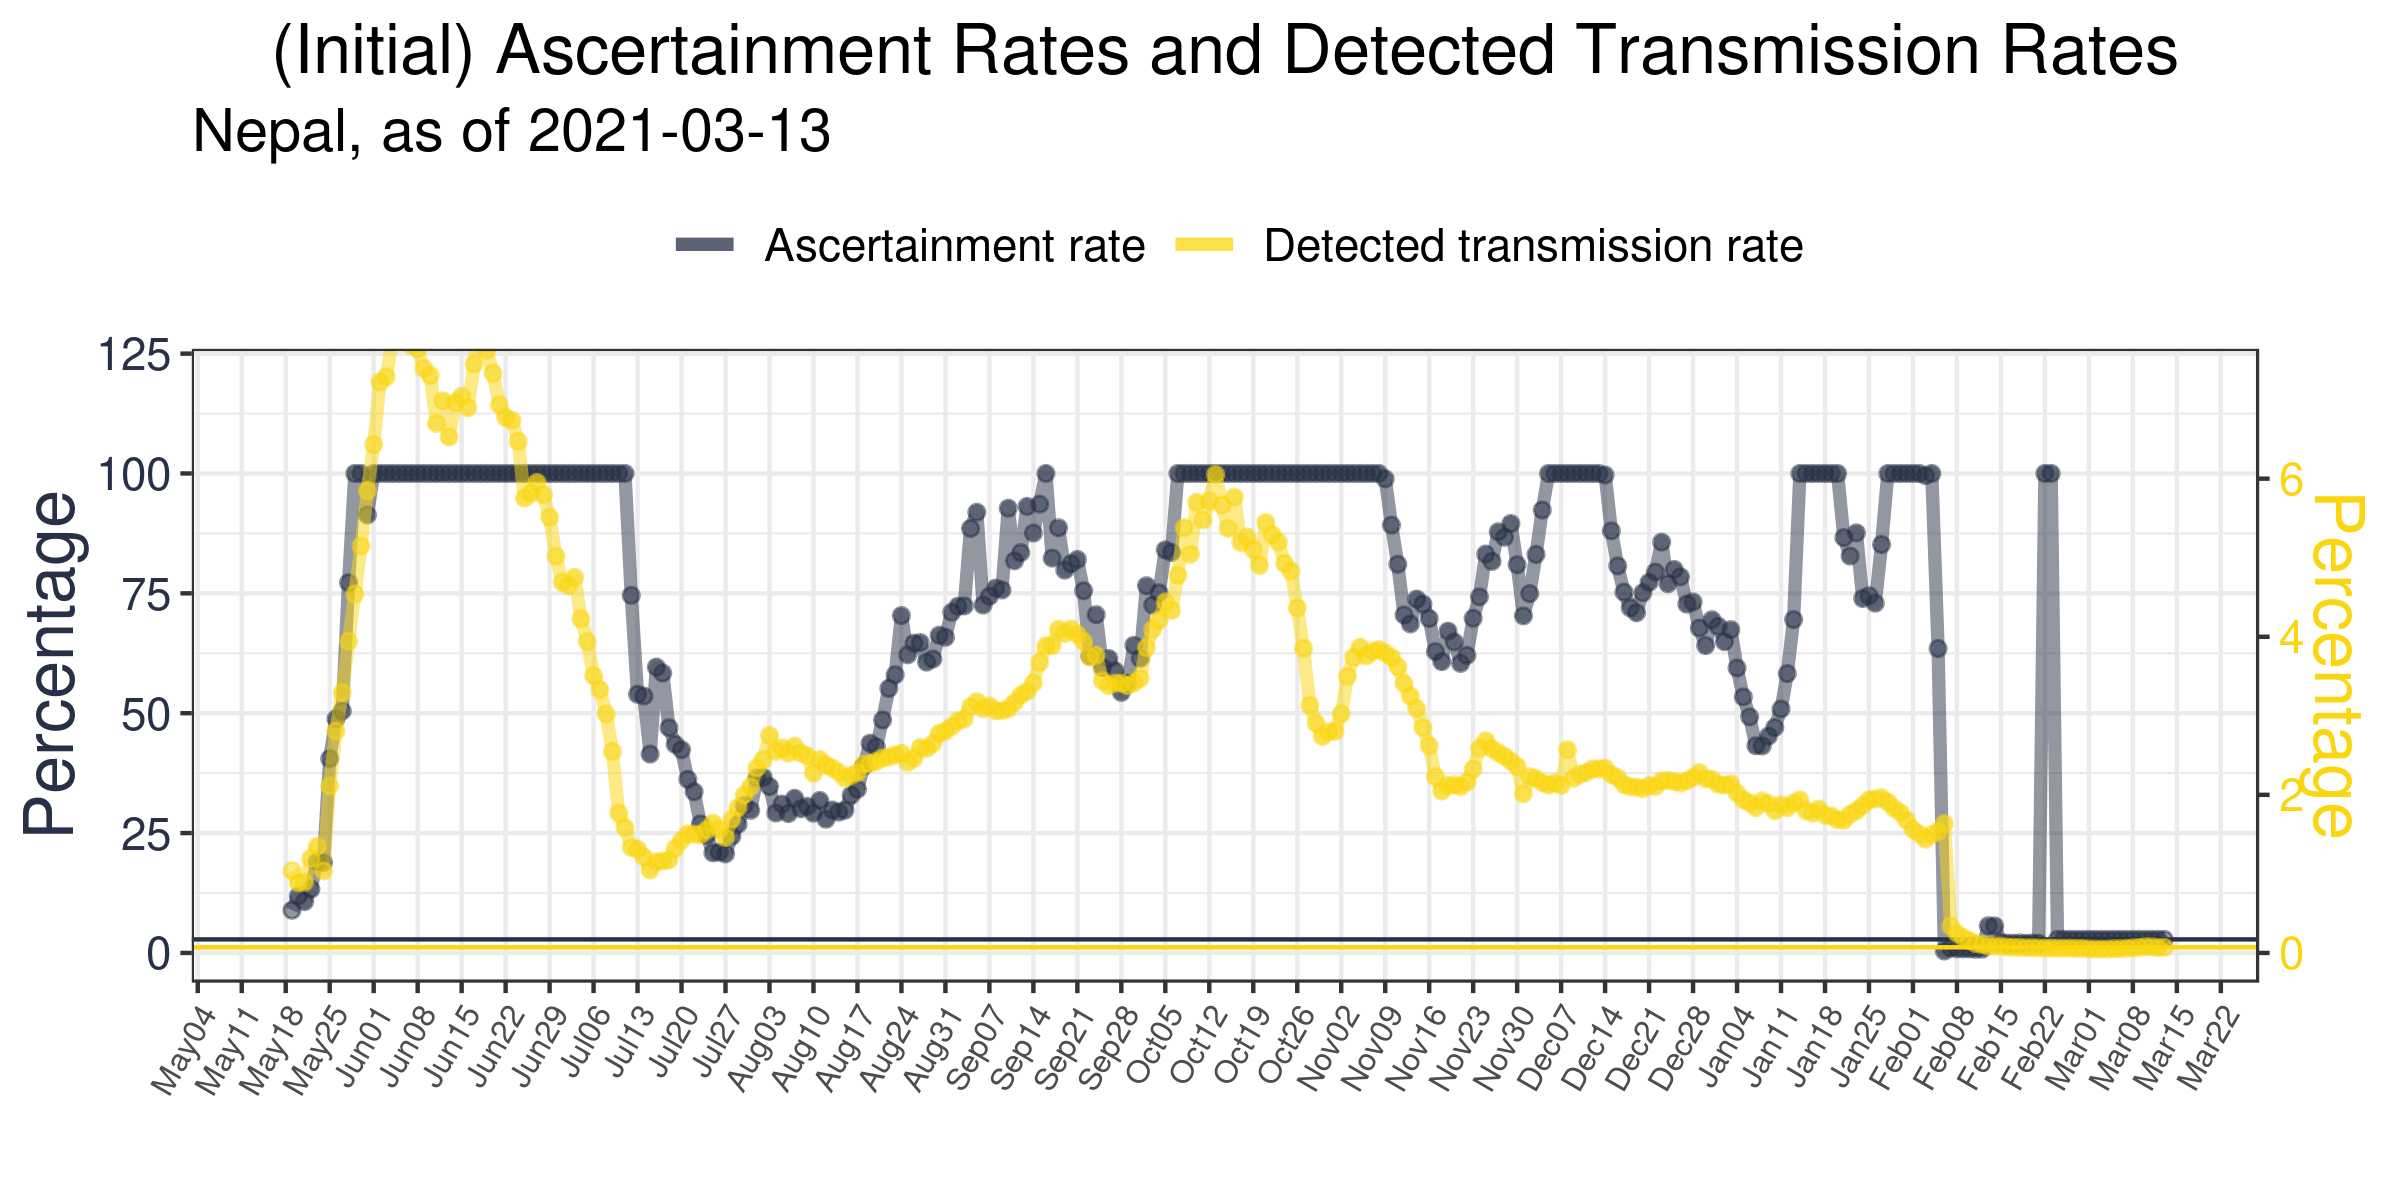 (Initial) Ascertainment Rates and Detected Transmission Rates
Nepal, as of 2021-03-13
Ascertainment rate Detected transmission rate
Percentage
125
100
75
50
25
0
6
4
2
0
Percentage
May04 May11 May18 May25 Jun01 Jun08 Jun15 Jun22 Jun29 Jul06 Jul13 Jul20 Jul27 Aug03 Aug10 Aug17 Aug24 Aug31 Sep07 Sep14 Sep21 Sep28 Oct05 Oct12 Oct19 Oct26 Nov02 Nov09 Nov16 Nov23 Nov30 Dec07 Dec14 Dec21 Dec28 Jan04 Jan11 Jan18 Jan25 Feb01 Feb08 Feb15 Feb22 Mar01 Mar08 Mar15 Mar22